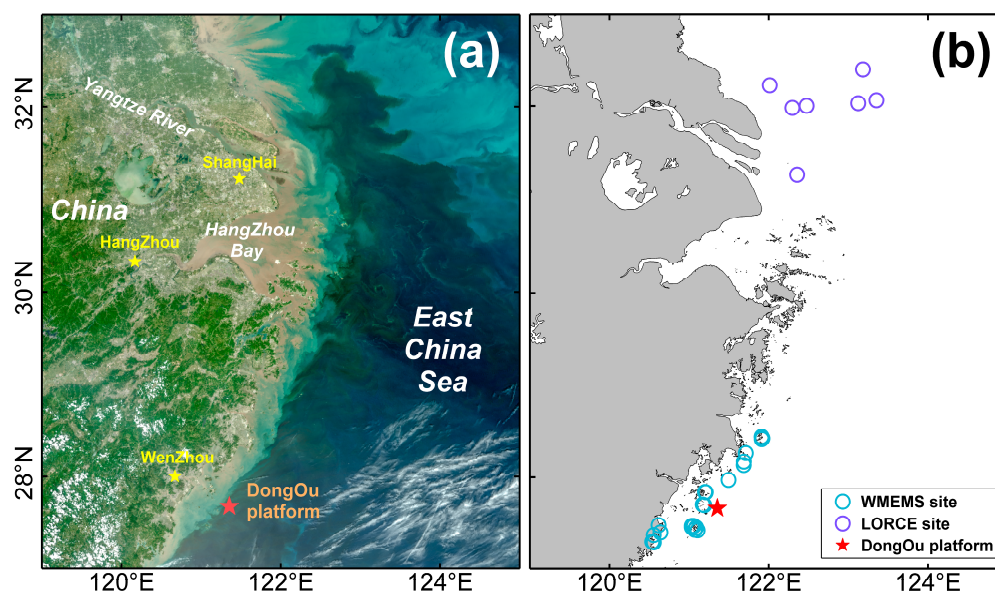 (a)
32°N
30°N
28°N
Yangtze River
ShangHai
China
HangZhou
HangZhou
Bay
East
China
Sea
WenZhou
DongOu
platform
120°E
122°E
124°E
(b)
WMEMS site
LORCE site
DongOu platform
120°E
122°E
124°E